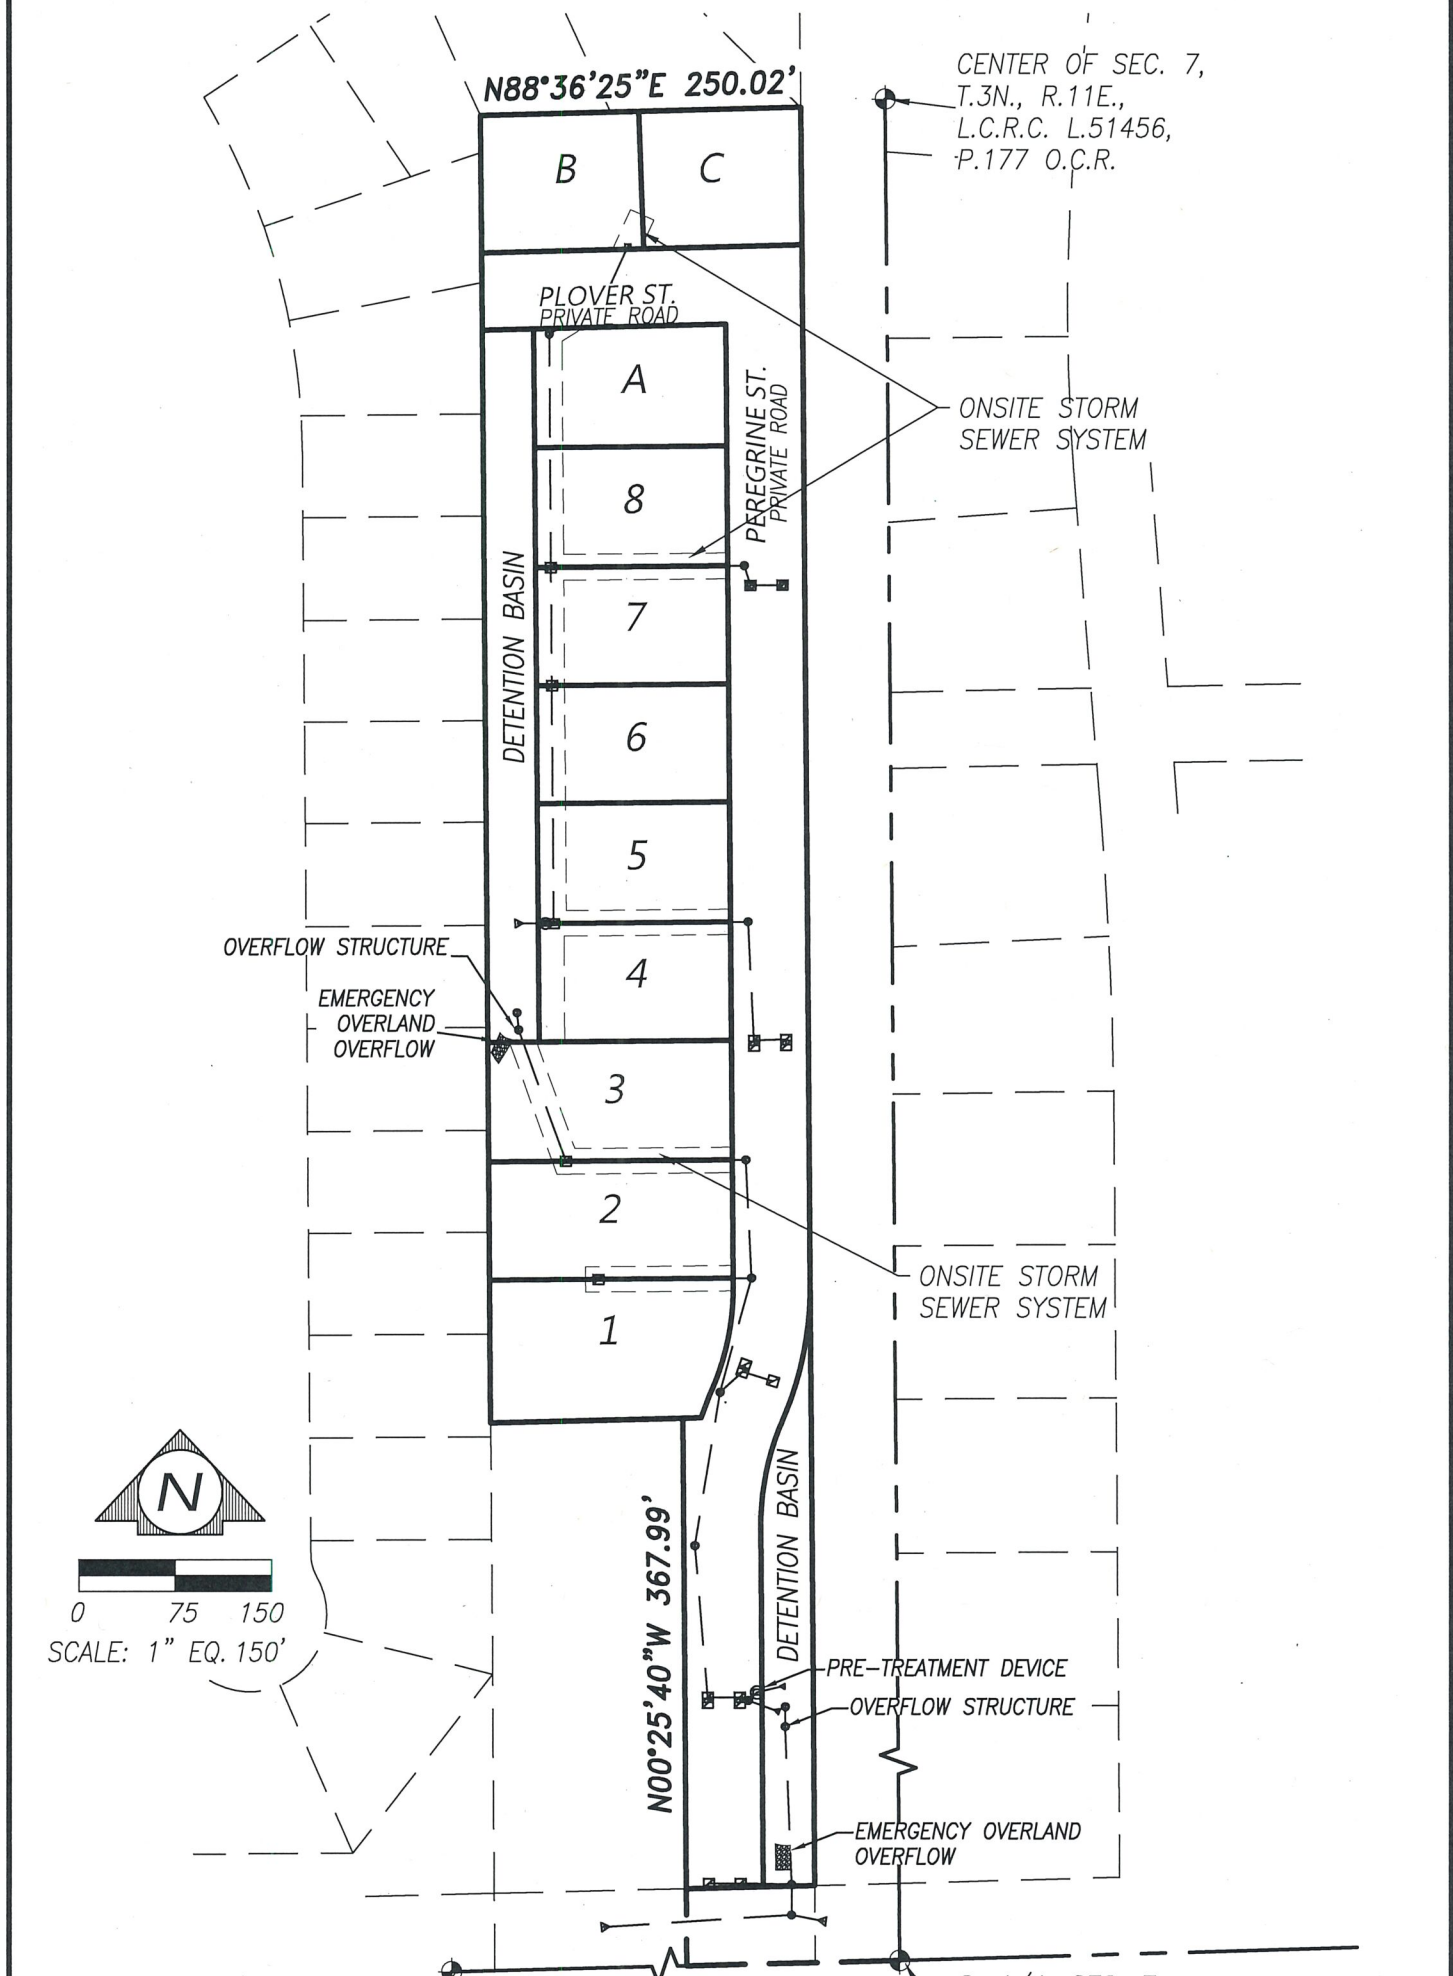 N88°36'25"E 250.02'
CENTER OF SEC. 7,
T.3N., R.11E.,
L.C.R.C. L.51456,
P.177 O.C.R.
B
C
PLOVER ST.
PRIVATE ROAD
A
PEREGRINE ST.
PRIVATE ROAD
ONSITE STORM
SEWER SYSTEM
8
DETENTION BASIN
7
6
5
OVERFLOW STRUCTURE
4
EMERGENCY
OVERLAND
OVERFLOW
3
2
ONSITE STORM
SEWER SYSTEM
1
N
0 75 150
SCALE: 1" EQ. 150'
N00°25'40"W 367.99'
DETENTION BASIN
PRE-TREATMENT DEVICE
OVERFLOW STRUCTURE
EMERGENCY OVERLAND
OVERFLOW